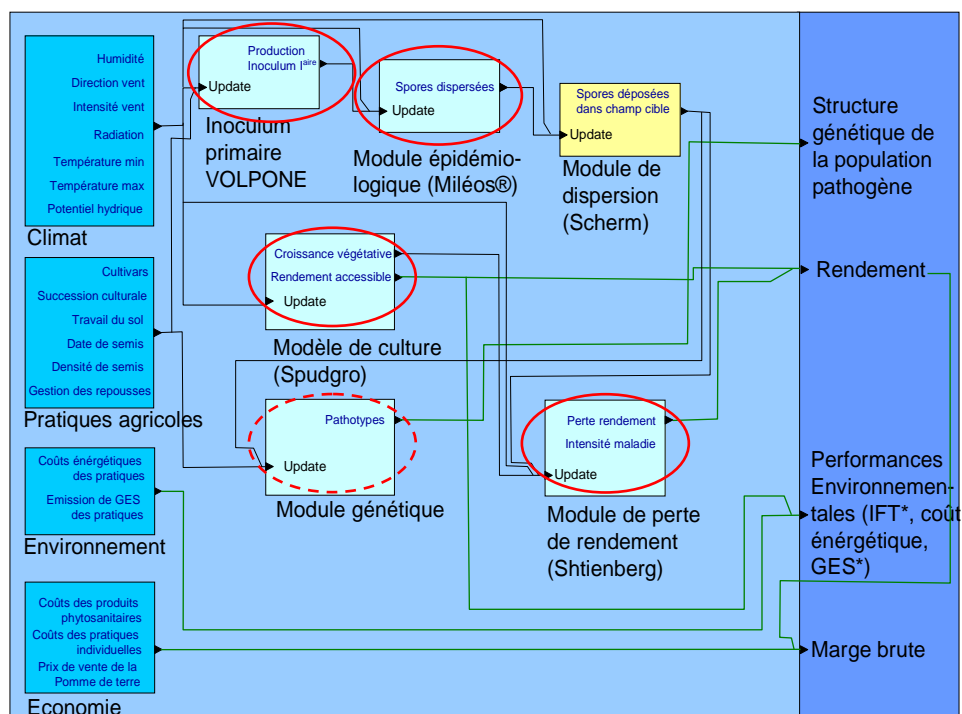 Humidité
Direction vent
Intensité vent
Radiation
Température min
Température max
Potentiel hydrique
Climat
Production
Inoculum I^aire
Update
Inoculum
primaire
VOLPONE
Spores dispersées
Update
Module épidémio-
logique (Miléos®)
Spores déposées
dans champ cible
Update
Module de
dispersion
(Scherm)
Structure
génétique de
la population
pathogène
Cultivars
Succession culturale
Travail du sol
Date de semis
Densité de semis
Gestion des repousses
Pratiques agricoles
Croissance végétative
Rendement accessible
Update
Modèle de culture
(Spudgro)
Rendement
Pathotypes
Update
Module génétique
Perte rendement
Intensité maladie
Update
Module de perte
de rendement
(Shtienberg)
Coûts énérgétiques
des pratiques
Emission de GES
des pratiques
Environnement
Performances
Environnemen-
tales (IFT*, coût
énérgétique,
GES*)
Coûts des produits
phytosanitaires
Coûts des pratiques
individuelles
Prix de vente de la
Pomme de terre
Economie
Marge brute